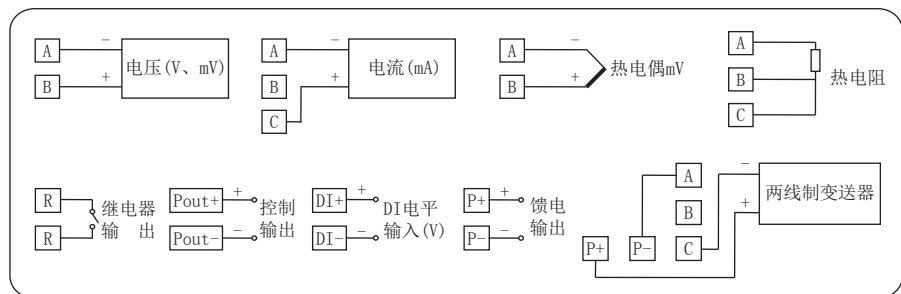 A － 电压(V、mV)
B ＋
A － 电流(mA)
B ＋
C
A － 热电偶mV
B ＋
A
B 热电阻
C
R 继电器
R 输 出
Pout+ + 控制
Pout- － 输出
DI+ + DI电平
DI- － 输入(V)
P+ + 馈电
P- － 输出
A － 两线制变送器
B
P+ P- C +